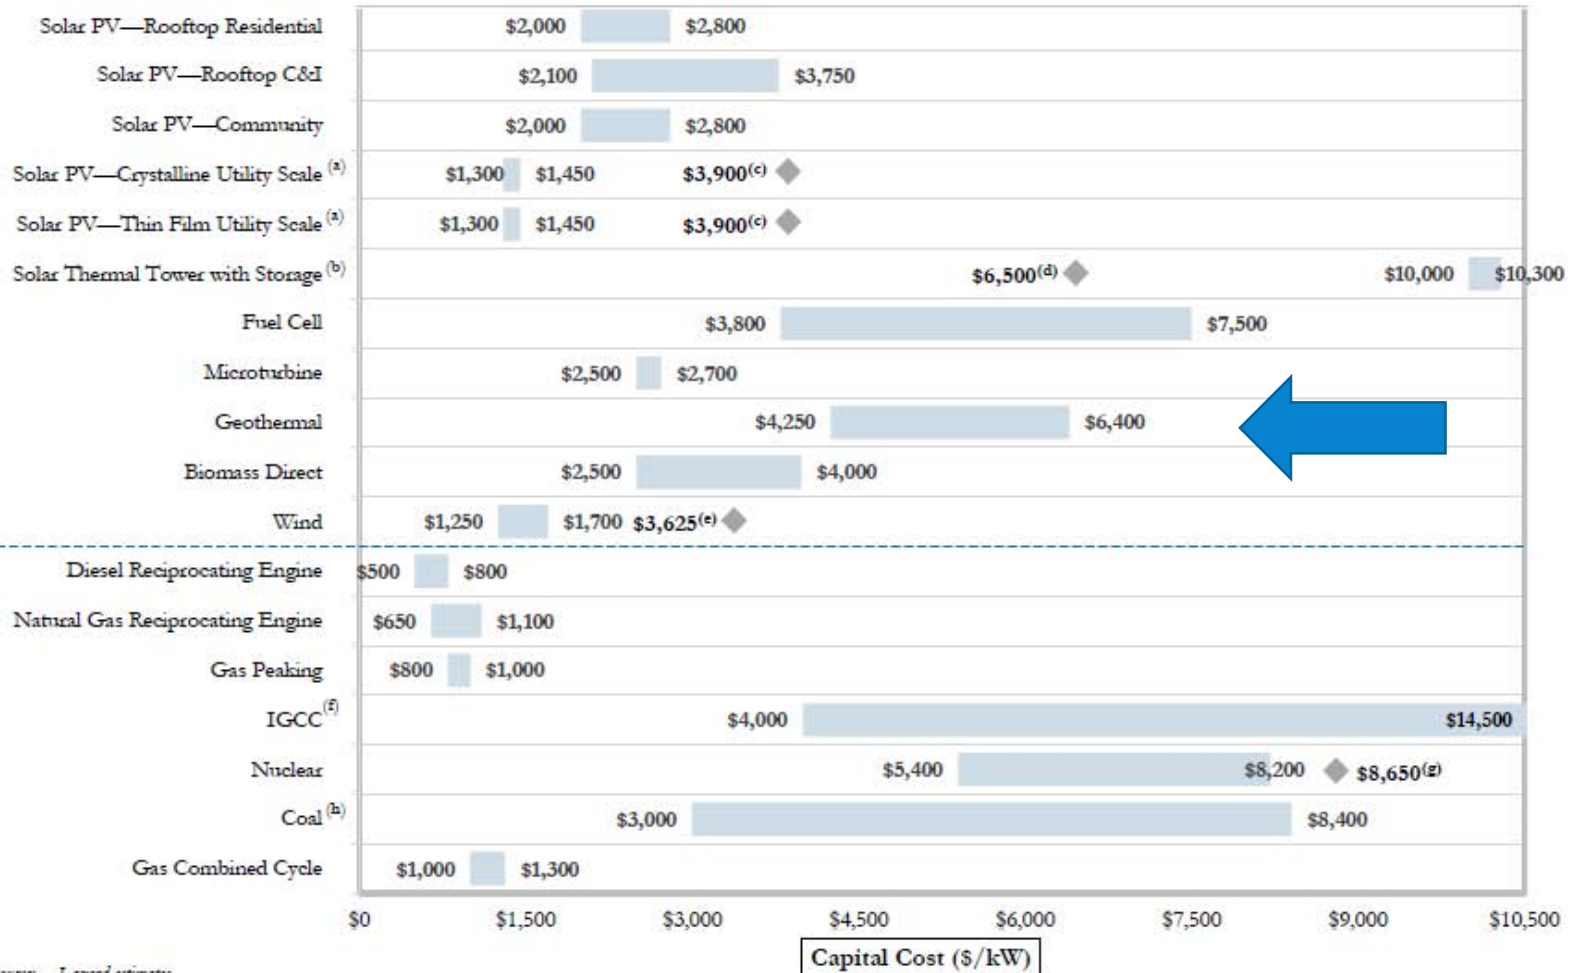 Solar PV—Rooftop Residential $2,000 $2,800
Solar PV—Rooftop C&I $2,100 $3,750
Solar PV—Community $2,000 $2,800
Solar PV—Crystalline Utility Scale (a) $1,300 $1,450 $3,900(c)
Solar PV—Thin Film Utility Scale (a) $1,300 $1,450 $3,900(c)
Solar Thermal Tower with Storage (b) $6,500(d) $10,000 $10,300
Fuel Cell $3,800 $7,500
Microturbine $2,500 $2,700
Geothermal $4,250 $6,400
Biomass Direct $2,500 $4,000
Wind $1,250 $1,700 $3,625(e)
Diesel Reciprocating Engine $500 $800
Natural Gas Reciprocating Engine $650 $1,100
Gas Peaking $800 $1,000
IGCC (f) $4,000 $14,500
Nuclear $5,400 $8,200 $8,650(g)
Coal (h) $3,000 $8,400
Gas Combined Cycle $1,000 $1,300
$0 $1,500 $3,000 $4,500 $6,000 $7,500 $9,000 $10,500
Capital Cost ($/kW)